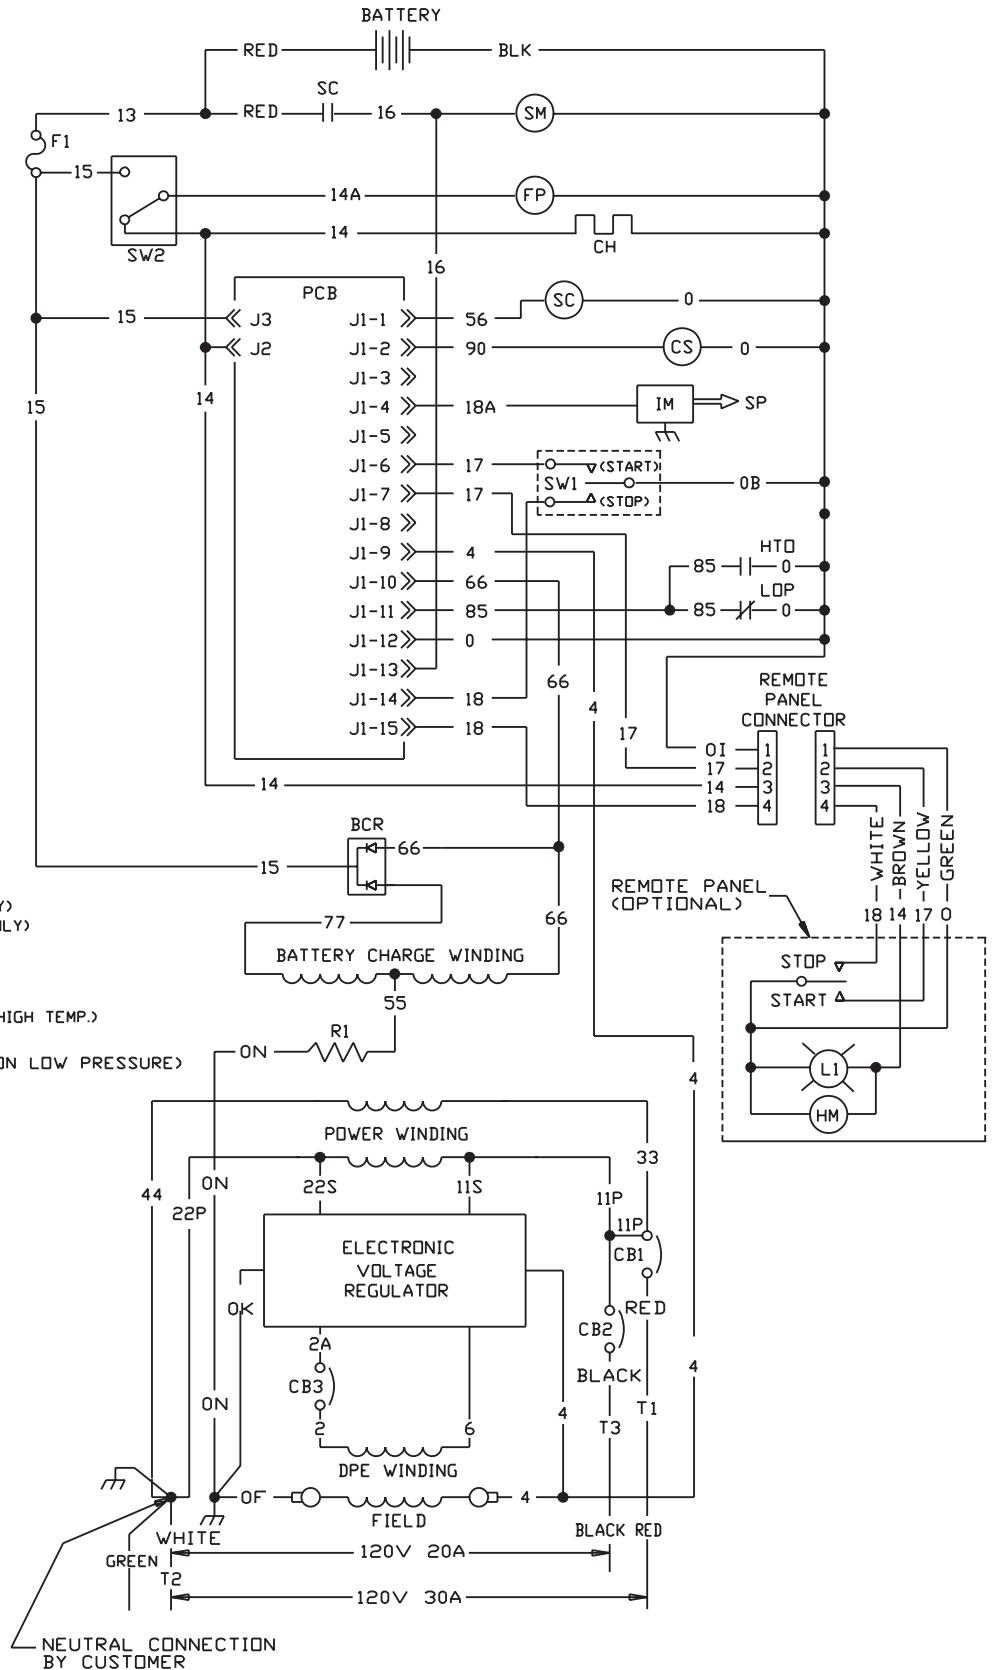 BATTERY
RED
BLK
SC
13
RED
16
SM
F1
15
14A
FP
14
CH
SW2
16
PCB
15
J3
J1-1
56
SC
0
J2
J1-2
90
CS
0
J1-3
14
15
J1-4
18A
IM
SP
J1-5
J1-6
17
(START)
SW1
0B
J1-7
17
(STOP)
J1-8
HTO
J1-9
4
85
0
J1-10
66
LOP
J1-11
85
85
0
J1-12
0
J1-13
66
REMOTE
PANEL
CONNECTOR
J1-14
18
4
J1-15
18
17
0I
1
1
17
2
2
14
14
3
3
18
4
4
BCR
66
15
WHITE
BROWN
YELLOW
GREEN
REMOTE PANEL
(OPTIONAL)
77
66
18
14
17
0
Y)
LY)
BATTERY CHARGE WINDING
STOP
START
55
HIGH TEMP.)
R1
0N
ON LOW PRESSURE)
L1
4
HM
POWER WINDING
33
44
0N
22S
11S
11P
22P
11P
ELECTRONIC
VOLTAGE
REGULATOR
CB1
0K
RED
CB2
2A
4
CB3
BLACK
0N
T1
4
2
6
T3
DPE WINDING
0F
4
FIELD
WHITE
BLACK
RED
GREEN
120V 20A
T2
120V 30A
NEUTRAL CONNECTION
BY CUSTOMER